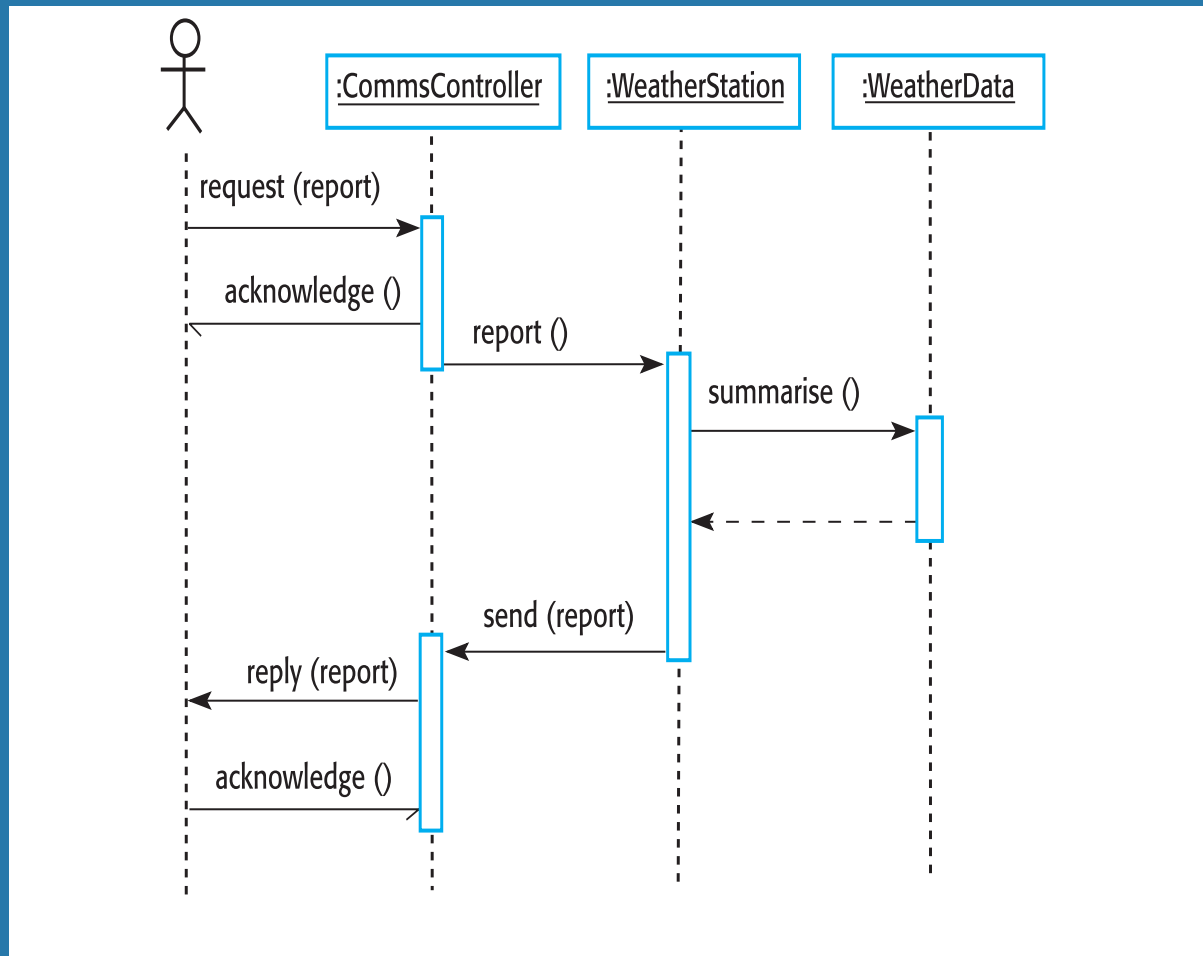 :CommsController
:WeatherStation
:WeatherData
request (report)
acknowledge ()
report ()
summarise ()
send (report)
reply (report)
acknowledge ()